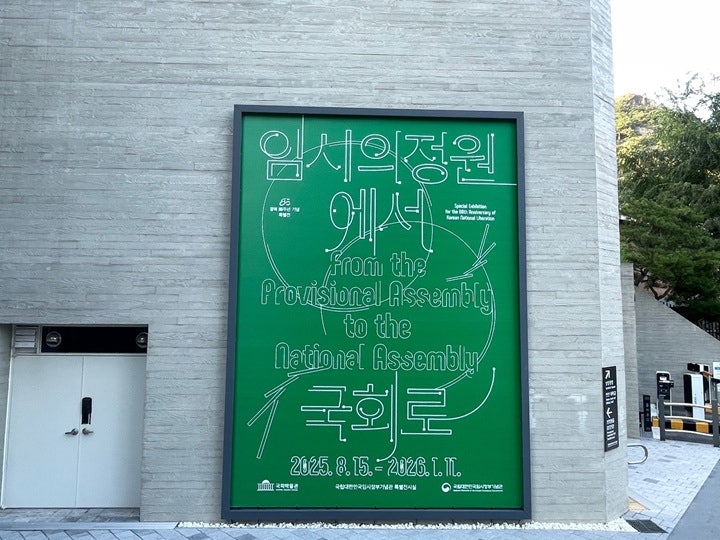 임시의정원
에서
광복 80주년 기념
특별전
Special Exhibition
for the 80th Anniversary of
Korean National Liberation
from the
Provisional Assembly
to the
National Assembly
국회로
2025. 8. 15. – 2026. 1. 11.
국회박물관
국립대한민국임시정부기념관 특별전시실
국립대한민국임시정부기념관